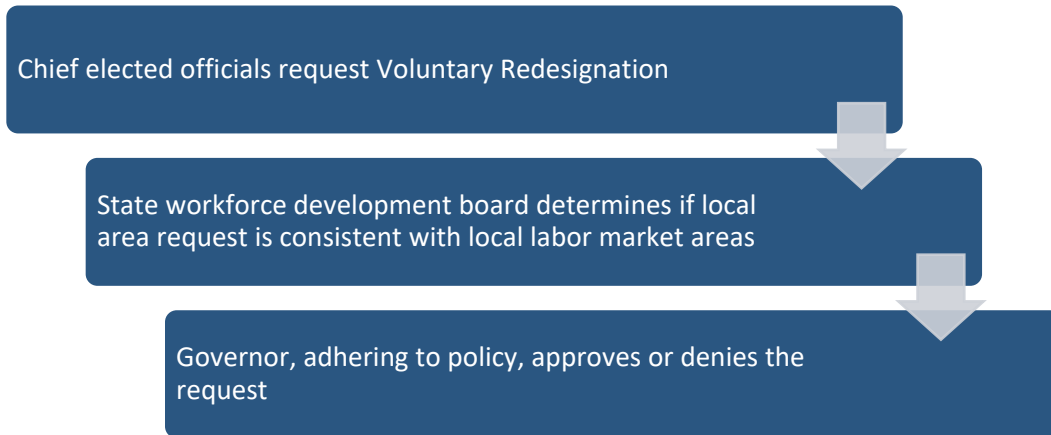 Chief elected officials request Voluntary Redesignation
State workforce development board determines if local
area request is consistent with local labor market areas
Governor, adhering to policy, approves or denies the
request